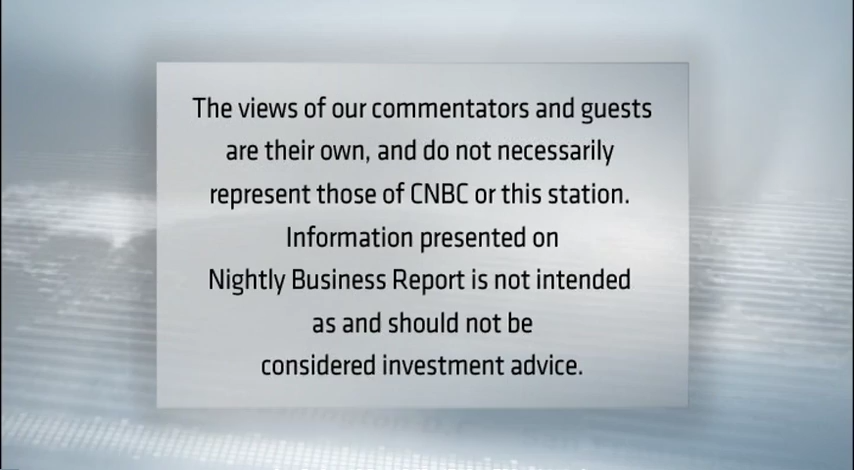 The views of our commentators and guests
are their own, and do not necessarily
represent those of CNBC or this station.
Information presented on
Nightly Business Report is not intended
as and should not be
considered investment advice.